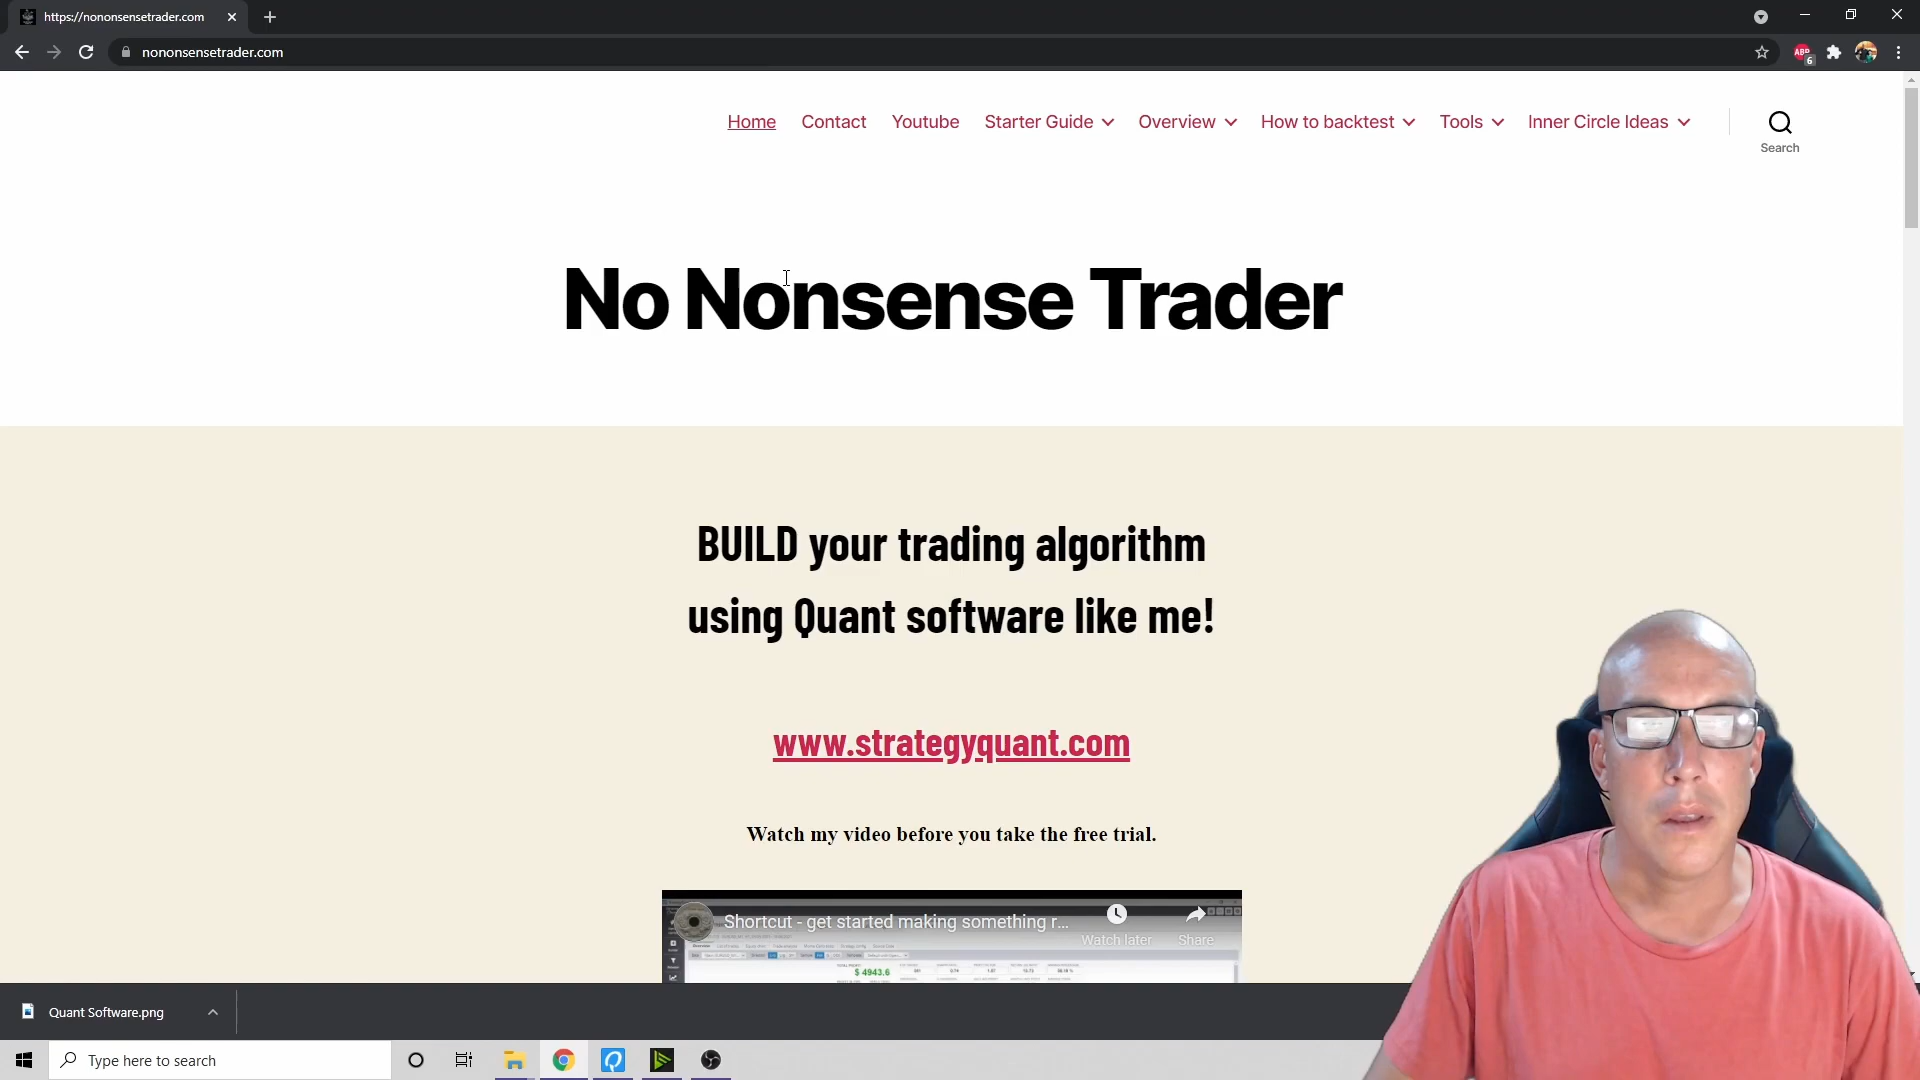 https://nononsensetrader.com
nononsensetrader.com
ABP
6
Home Contact Youtube Starter Guide Overview How to backtest Tools Inner Circle Ideas
Search
No Nonsense Trader
BUILD your trading algorithm
using Quant software like me!
www.strategyquant.com
Watch my video before you take the free trial.
Shortcut - get started making something r...
Watch later Share
$ 4943.6
Quant Software.png
Type here to search